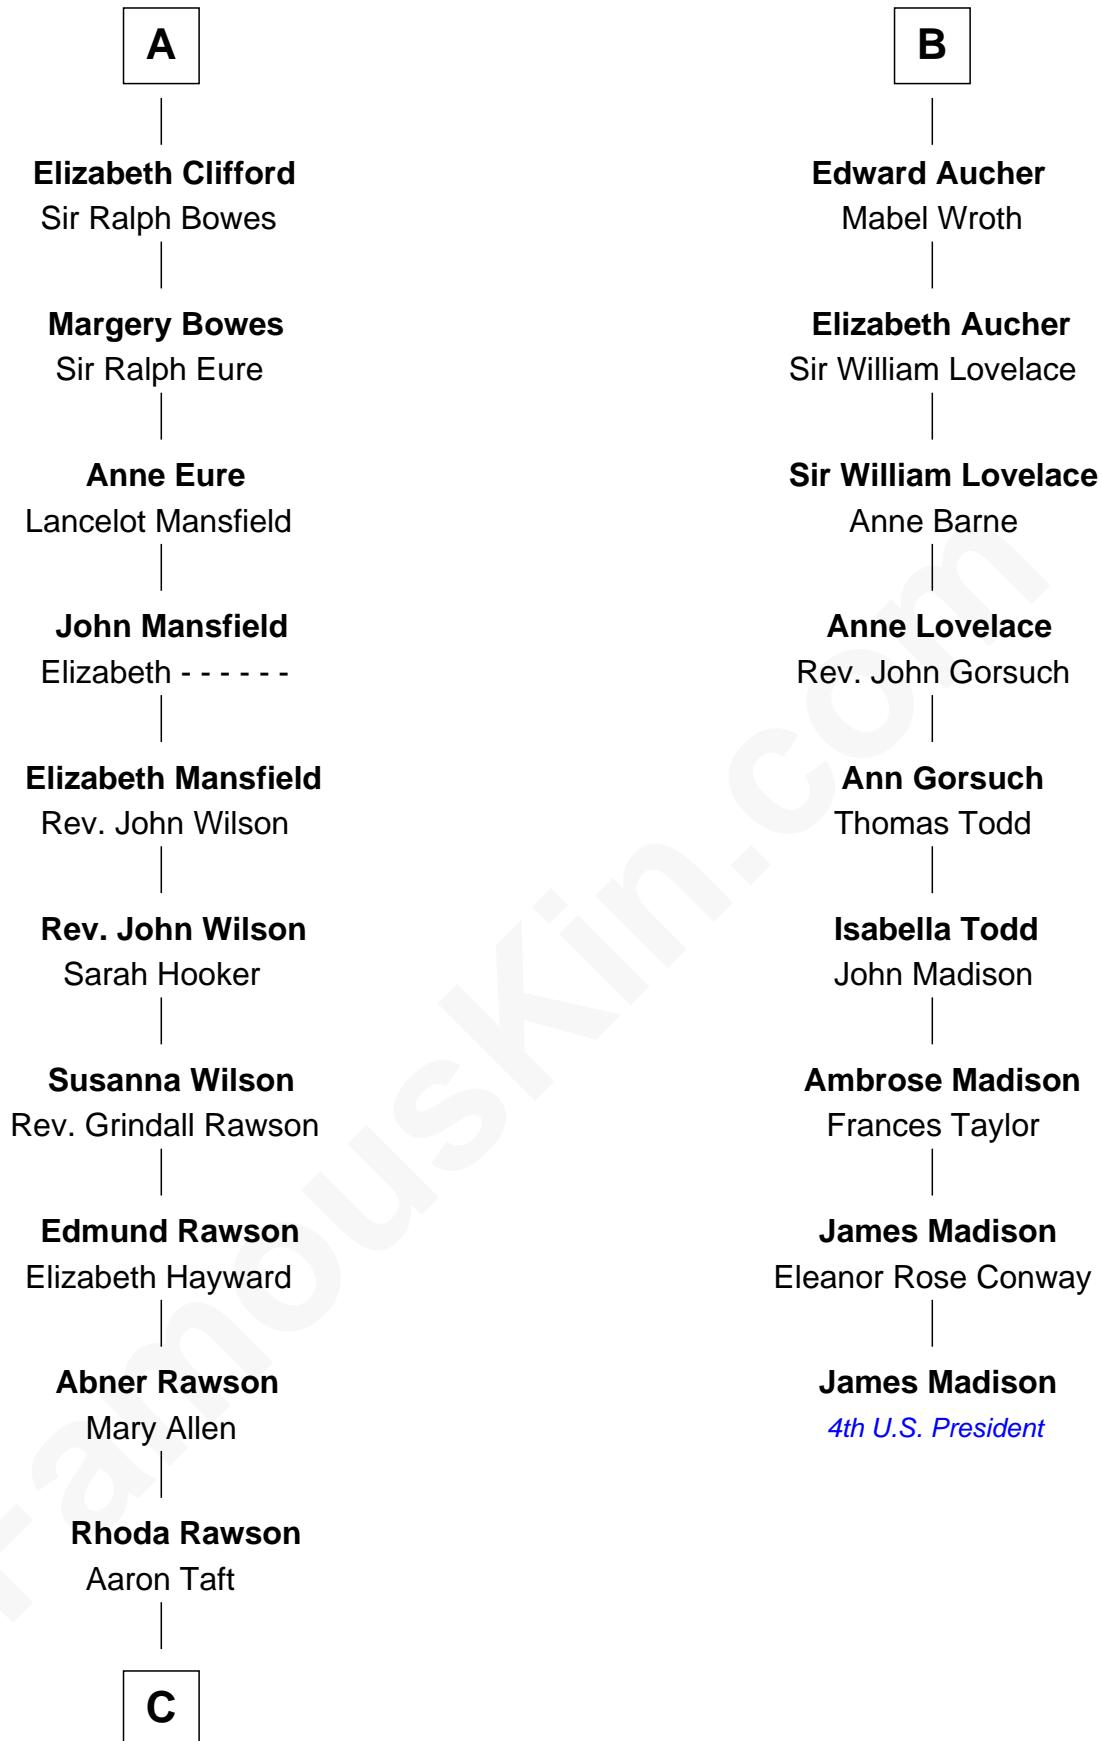 A
Elizabeth Clifford
Sir Ralph Bowes
Margery Bowes
Sir Ralph Eure
Anne Eure
Lancelot Mansfield
John Mansfield
Elizabeth - - - - - -
Elizabeth Mansfield
Rev. John Wilson
Rev. John Wilson
Sarah Hooker
Susanna Wilson
Rev. Grindall Rawson
Edmund Rawson
Elizabeth Hayward
Abner Rawson
Mary Allen
Rhoda Rawson
Aaron Taft
C
B
Edward Aucher
Mabel Wroth
Elizabeth Aucher
Sir William Lovelace
Sir William Lovelace
Anne Barne
Anne Lovelace
Rev. John Gorsuch
Ann Gorsuch
Thomas Todd
Isabella Todd
John Madison
Ambrose Madison
Frances Taylor
James Madison
Eleanor Rose Conway
James Madison
4th U.S. President
FamousKin.com